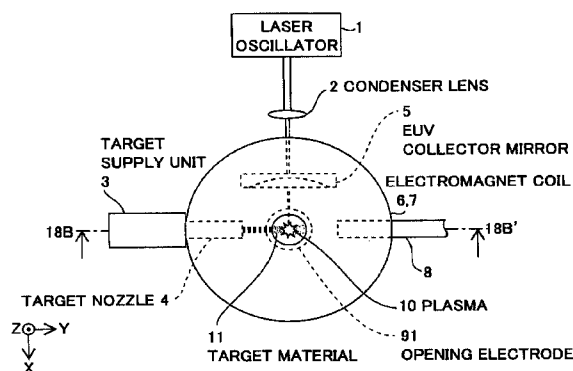 LASER
OSCILLATOR
1
2 CONDENSER LENS
5
EUV
COLLECTOR MIRROR
TARGET
SUPPLY UNIT
3
ELECTROMAGNET COIL
6,7
18B
18B'
8
TARGET NOZZLE 4
10 PLASMA
11
TARGET MATERIAL
91
OPENING ELECTRODE
Z
Y
X